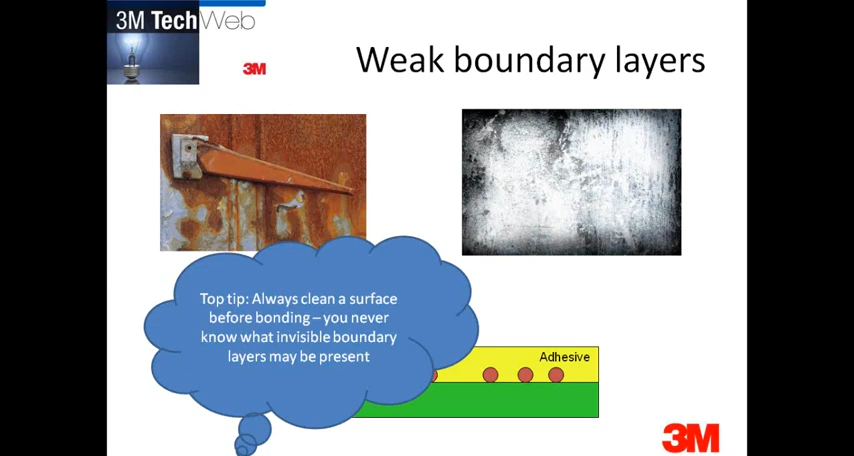 3M TechWeb
3M
Weak boundary layers
Top tip: Always clean a surface
before bonding – you never
know what invisible boundary
layers may be present
Adhesive
3M